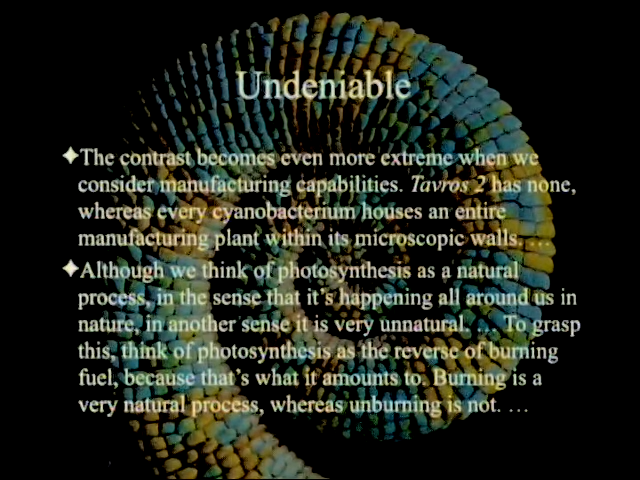 Undeniable
✦The contrast becomes even more extreme when we
consider manufacturing capabilities. Tavros 2 has none,
whereas every cyanobacterium houses an entire
manufacturing plant within its microscopic walls. …
✦Although we think of photosynthesis as a natural
process, in the sense that it’s happening all around us in
nature, in another sense it is very unnatural. … To grasp
this, think of photosynthesis as the reverse of burning
fuel, because that’s what it amounts to. Burning is a
very natural process, whereas unburning is not. …